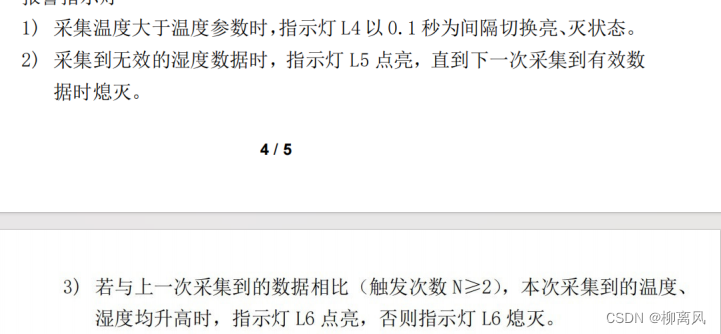 报警指示灯
1) 采集温度大于温度参数时,指示灯 L4 以 0.1 秒为间隔切换亮、灭状态。
2) 采集到无效的湿度数据时，指示灯 L5 点亮，直到下一次采集到有效数
据时熄灭。
4 / 5
3) 若与上一次采集到的数据相比（触发次数 N≥2），本次采集到的温度、
湿度均升高时，指示灯 L6 点亮，否则指示灯 L6 熄灭。
CSDN @柳离风